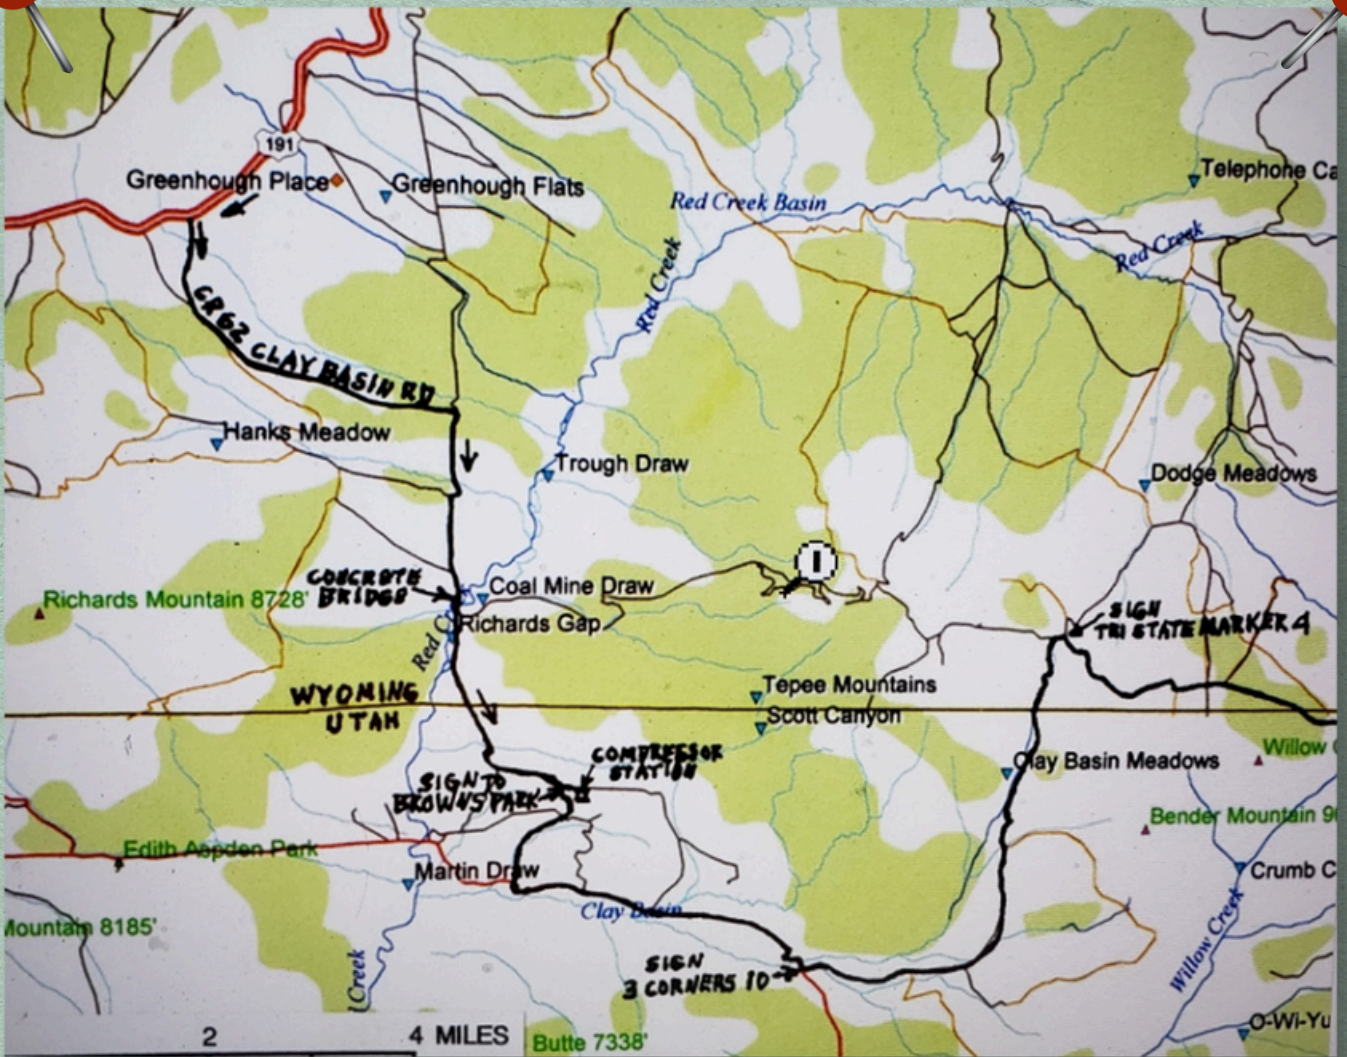 191
Greenhough Place
Greenhough Flats
Telephone Ca
Red Creek Basin
Red Creek
Red Creek
CR62 CLAY BASIN RD
Hanks Meadow
Trough Draw
Dodge Meadows
I
CONCRETE
BRIDGE
Coal Mine Draw
Richards Mountain 8728'
Richards Gap
Red C
SIGN
TRI STATE MARKER 4
WYOMING
UTAH
Tepee Mountains
Scott Canyon
COMPRESSOR
STATION
SIGN TO
BROWNS PARK
Clay Basin Meadows
Willow
Bender Mountain 9
Edith Aspden Park
Martin Draw
Crumb C
Clay Basin
Mountain 8185'
Willow Creek
SIGN
3 CORNERS 10
Creek
O-Wi-Yu
2 4 MILES
Butte 7338'